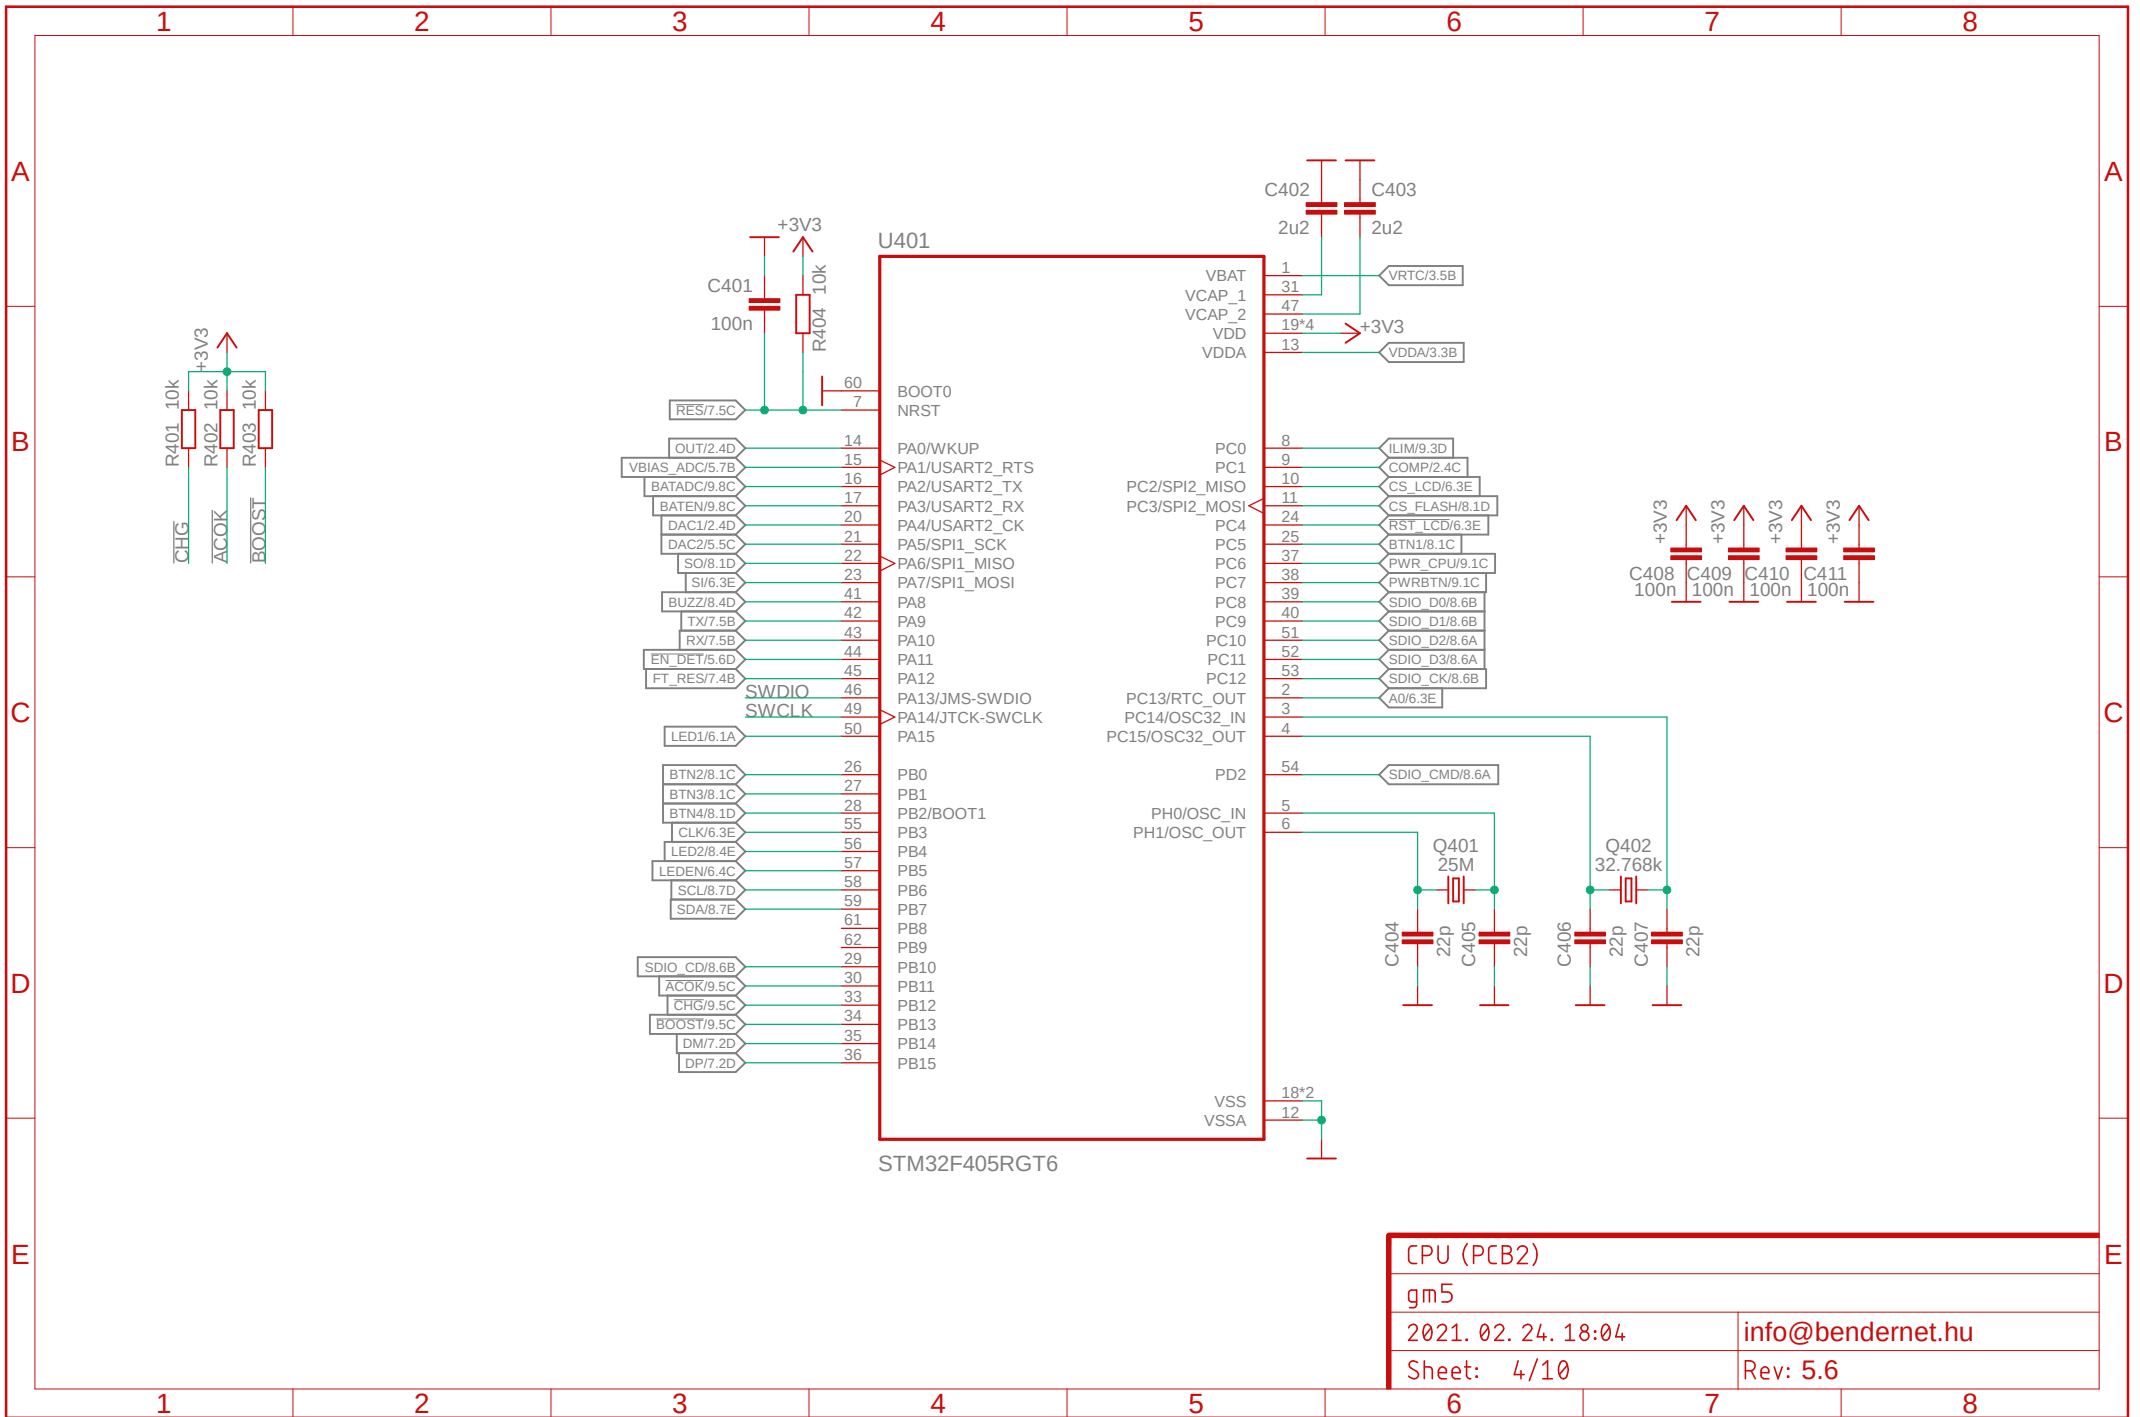 1 2 3 4 5 6 7 8
A A
C402 C403
2u2 2u2
+3V3
U401
C401
100n
10k
R404
VBAT 1 VRTC/3.5B
VCAP_1 31
VCAP_2 47
VDD 19*4 +3V3
VDDA 13 VDDA/3.3B
+3V3
R401 10k
R402 10k
R403 10k
CHG
ACOK
BOOST
60 BOOT0
RES/7.5C 7 NRST
B B
OUT/2.4D 14 PA0/WKUP
VBIAS_ADC/5.7B 15 PA1/USART2_RTS
BATADC/9.8C 16 PA2/USART2_TX
BATEN/9.8C 17 PA3/USART2_RX
DAC1/2.4D 20 PA4/USART2_CK
DAC2/5.5C 21 PA5/SPI1_SCK
SO/8.1D 22 PA6/SPI1_MISO
SI/6.3E 23 PA7/SPI1_MOSI
BUZZ/8.4D 41 PA8
TX/7.5B 42 PA9
RX/7.5B 43 PA10
EN_DET/5.6D 44 PA11
FT_RES/7.4B 45 PA12
SWDIO 46 PA13/JMS-SWDIO
SWCLK 49 PA14/JTCK-SWCLK
LED1/6.1A 50 PA15
PC0 8 ILIM/9.3D
PC1 9 COMP/2.4C
PC2/SPI2_MISO 10 CS_LCD/6.3E
PC3/SPI2_MOSI 11 CS_FLASH/8.1D
PC4 24 RST_LCD/6.3E
PC5 25 BTN1/8.1C
PC6 37 PWR_CPU/9.1C
PC7 38 PWRBTN/9.1C
PC8 39 SDIO_D0/8.6B
PC9 40 SDIO_D1/8.6B
PC10 51 SDIO_D2/8.6A
PC11 52 SDIO_D3/8.6A
PC12 53 SDIO_CK/8.6B
PC13/RTC_OUT 2 A0/6.3E
PC14/OSC32_IN 3
PC15/OSC32_OUT 4
+3V3 +3V3 +3V3 +3V3
C408 C409 C410 C411
100n 100n 100n 100n
C C
BTN2/8.1C 26 PB0
BTN3/8.1C 27 PB1
BTN4/8.1D 28 PB2/BOOT1
CLK/6.3E 55 PB3
LED2/8.4E 56 PB4
LEDEN/6.4C 57 PB5
SCL/8.7D 58 PB6
SDA/8.7E 59 PB7
61 PB8
62 PB9
SDIO_CD/8.6B 29 PB10
ACOK/9.5C 30 PB11
CHG/9.5C 33 PB12
BOOST/9.5C 34 PB13
DM/7.2D 35 PB14
DP/7.2D 36 PB15
PD2 54 SDIO_CMD/8.6A
PH0/OSC_IN 5
PH1/OSC_OUT 6
Q401 Q402
25M 32.768k
C404 22p C405 22p C406 22p C407 22p
D D
VSS 18*2
VSSA 12
STM32F405RGT6
E E
CPU (PCB2)
gm5
2021.02.24.18:04 info@bendernet.hu
Sheet: 4/10 Rev: 5.6
1 2 3 4 5 6 7 8